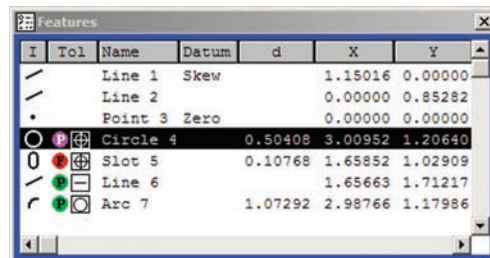 Features
I Tol Name Datum d X Y
Line 1 Skew 1.15016 0.00000
Line 2 0.00000 0.85282
Point 3 Zero 0.00000 0.00000
P Circle 4 0.50408 3.00952 1.20640
F Slot 5 0.10768 1.65852 1.02909
P Line 6 1.65663 1.71217
P Arc 7 1.07292 2.98766 1.17986